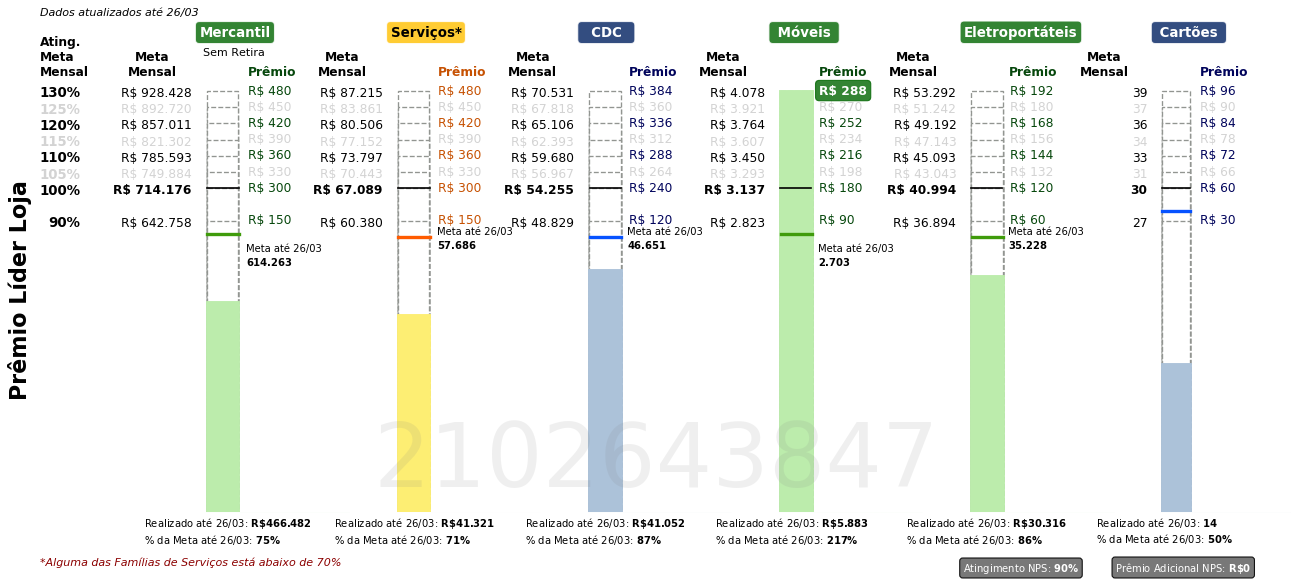 Dados atualizados até 26/03
Mercantil Serviços* CDC Móveis Eletroportáteis Cartões
Sem Retira
Ating. Meta Mensal
Meta Mensal Prêmio Meta Mensal Prêmio Meta Mensal Prêmio Meta Mensal Prêmio Meta Mensal Prêmio Meta Mensal Prêmio
130% R$ 928.428 R$ 480 R$ 87.215 R$ 480 R$ 70.531 R$ 384 R$ 4.078 R$ 288 R$ 53.292 R$ 192 39 R$ 96
125% R$ 892.720 R$ 450 R$ 83.861 R$ 450 R$ 67.818 R$ 360 R$ 3.921 R$ 270 R$ 51.242 R$ 180 37 R$ 90
120% R$ 857.011 R$ 420 R$ 80.506 R$ 420 R$ 65.106 R$ 336 R$ 3.764 R$ 252 R$ 49.192 R$ 168 36 R$ 84
115% R$ 821.302 R$ 390 R$ 77.152 R$ 390 R$ 62.393 R$ 312 R$ 3.607 R$ 234 R$ 47.143 R$ 156 34 R$ 78
110% R$ 785.593 R$ 360 R$ 73.797 R$ 360 R$ 59.680 R$ 288 R$ 3.450 R$ 216 R$ 45.093 R$ 144 33 R$ 72
105% R$ 749.884 R$ 330 R$ 70.443 R$ 330 R$ 56.967 R$ 264 R$ 3.293 R$ 198 R$ 43.043 R$ 132 31 R$ 66
100% R$ 714.176 R$ 300 R$ 67.089 R$ 300 R$ 54.255 R$ 240 R$ 3.137 R$ 180 R$ 40.994 R$ 120 30 R$ 60
90% R$ 642.758 R$ 150 R$ 60.380 R$ 150 R$ 48.829 R$ 120 R$ 2.823 R$ 90 R$ 36.894 R$ 60 27 R$ 30
Meta até 26/03
614.263
Meta até 26/03
57.686
Meta até 26/03
46.651
Meta até 26/03
2.703
Meta até 26/03
35.228
Prêmio Líder Loja
2102643847
Realizado até 26/03: R$466.482
% da Meta até 26/03: 75%
Realizado até 26/03: R$41.321
% da Meta até 26/03: 71%
Realizado até 26/03: R$41.052
% da Meta até 26/03: 87%
Realizado até 26/03: R$5.883
% da Meta até 26/03: 217%
Realizado até 26/03: R$30.316
% da Meta até 26/03: 86%
Realizado até 26/03: 14
% da Meta até 26/03: 50%
*Alguma das Famílias de Serviços está abaixo de 70%
Atingimento NPS: 90%
Prêmio Adicional NPS: R$0